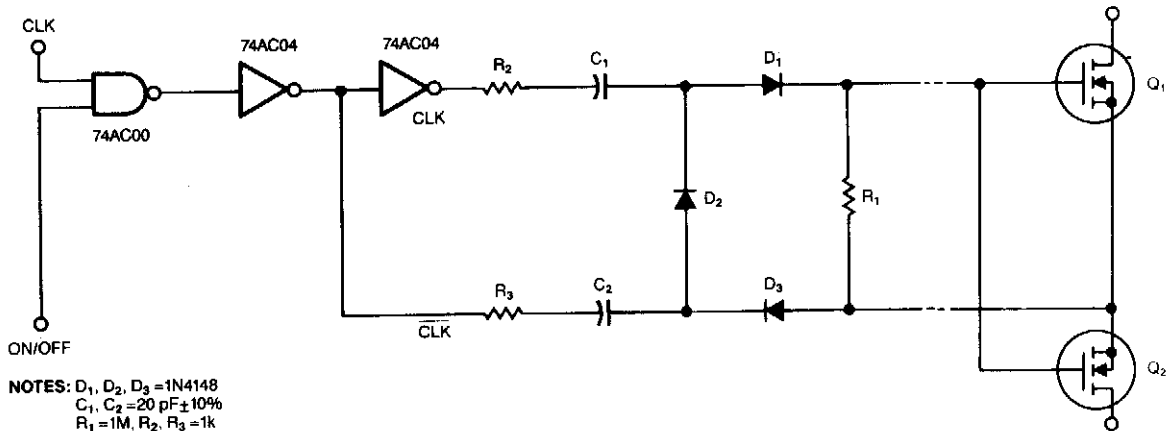 CLK
74AC04
74AC04
R₂
C₁
D₁
Q₁
74AC00
CLK
D₂
R₁
R₃
C₂
D₃
CLK
ON/OFF
Q₂
NOTES: D₁, D₂, D₃ =1N4148
C₁, C₂ =20 pF±10%
R₁ =1M, R₂, R₃ =1k